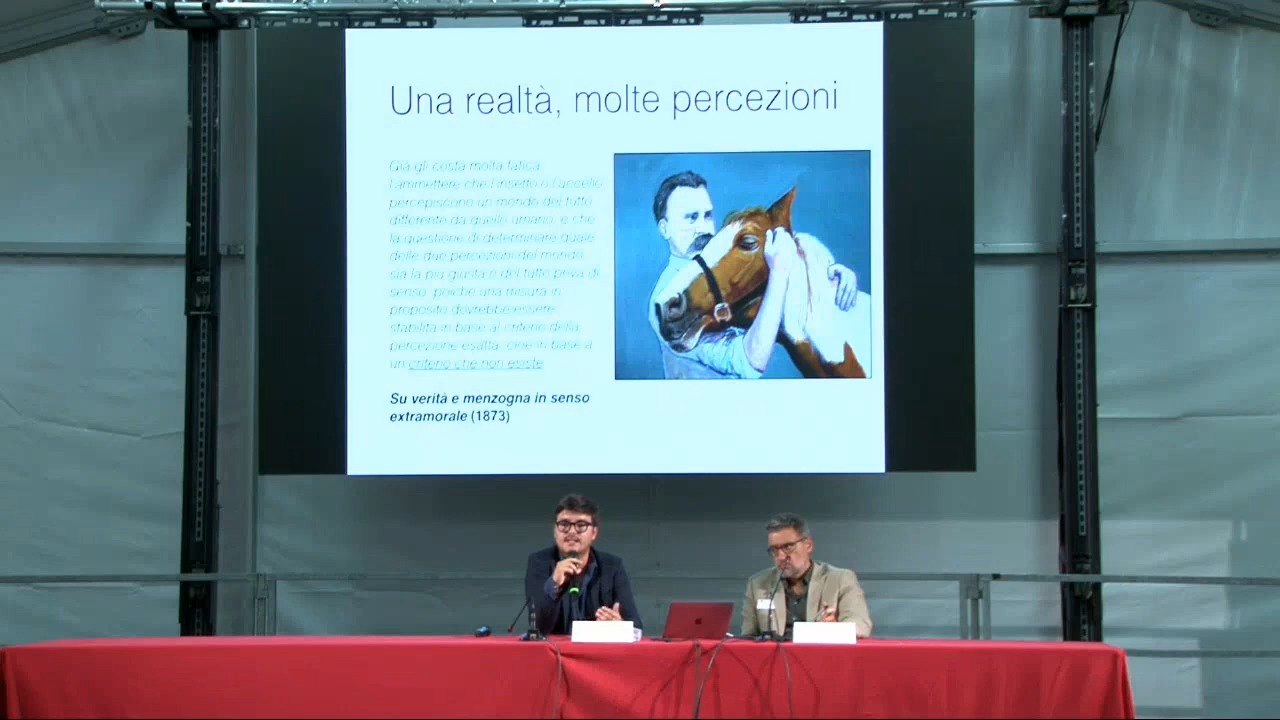 Una realtà, molte percezioni
Già gli costa molta fatica
l'ammettere che l'insetto o l'uccello
percepiscono un mondo del tutto
differente da quello umano, e che
la questione di determinare quale
delle due percezioni del mondo
sia la più giusta è del tutto priva di
senso, poiché una misura in
proposito dovrebbe essere
stabilita in base al criterio della
percezione esatta, cioè in base a
un criterio che non esiste
Su verità e menzogna in senso
extramorale (1873)